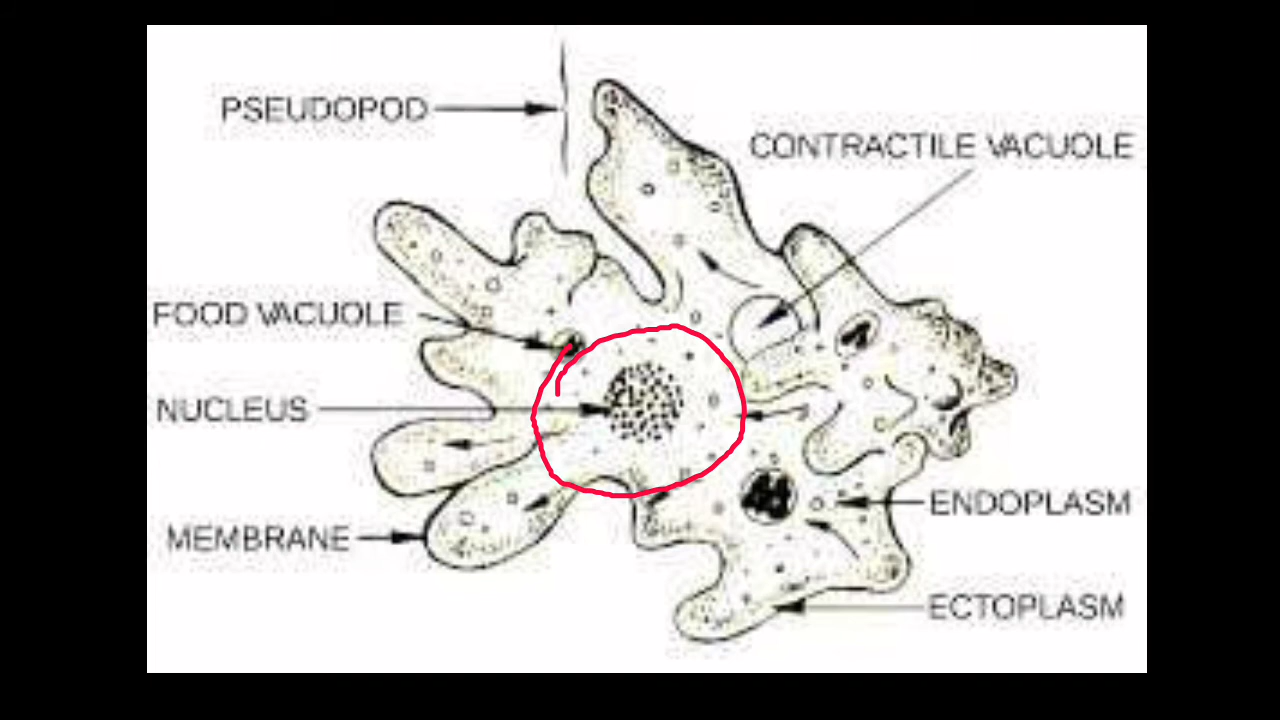 PSEUDOPOD
CONTRACTILE VACUOLE
FOOD VACUOLE
NUCLEUS
MEMBRANE
ENDOPLASM
ECTOPLASM